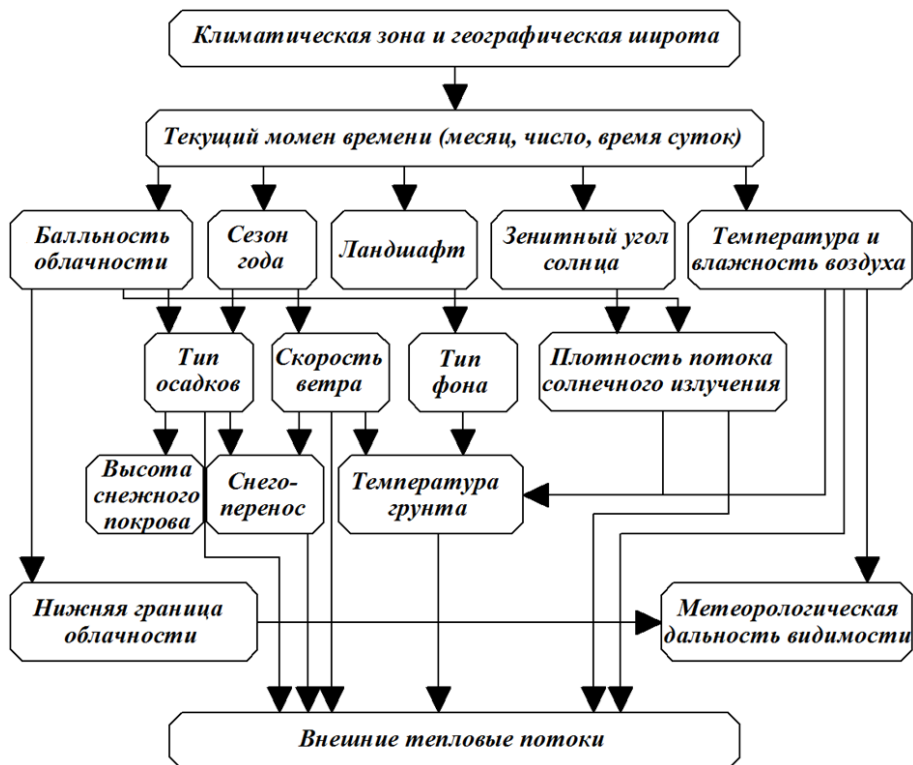 Климатическая зона и географическая широта
Текущий момен времени (месяц, число, время суток)
Балльность
облачности
Сезон
года
Ландшафт
Зенитный угол
солнца
Температура и
влажность воздуха
Тип
осадков
Скорость
ветра
Тип
фона
Плотность потока
солнечного излучения
Высота
снежного
покрова
Снего-
перенос
Температура
грунта
Нижняя граница
облачности
Метеорологическая
дальность видимости
Внешние тепловые потоки